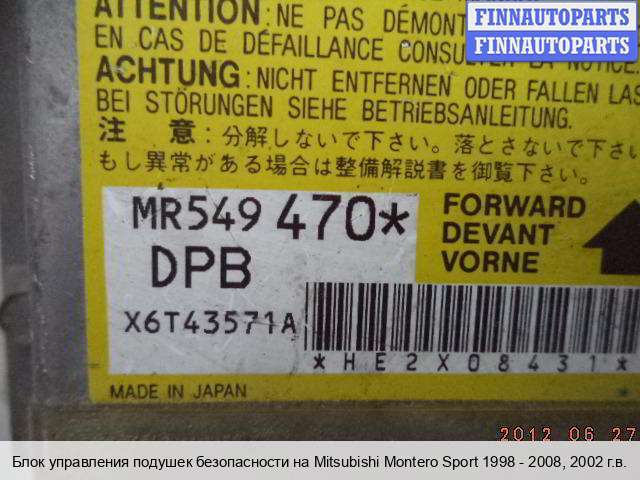 ATTENTION: NE PAS DÉMONT
EN CAS DE DÉFAILLANCE CONSULTER LA NOTICE
ACHTUNG: NICHT ENTFERNEN ODER FALLEN LAS
BEI STÖRUNGEN SIEHE BETRIEBSANLEITUNG.
注 意:分解しないで下さい。落とさないで下さい
もし異常がある場合は整備解説書を御覧下さい。
MR549 470*
DPB
X6T43571A
FORWARD
DEVANT
VORNE
*HE2X08431*
MADE IN JAPAN
FINNAUTOPARTS
FINNAUTOPARTS
2012 06 27
Блок управления подушек безопасности на Mitsubishi Montero Sport 1998 - 2008, 2002 г.в.